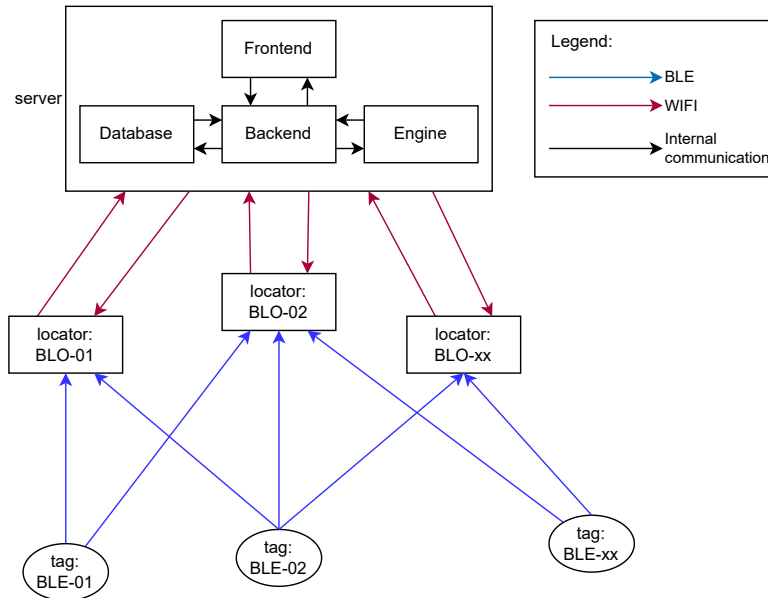 Frontend
Legend:
BLE
server
WIFI
Database
Backend
Engine
Internal
communication
locator:
BLO-02
locator:
BLO-01
locator:
BLO-xx
tag:
BLE-01
tag:
BLE-02
tag:
BLE-xx